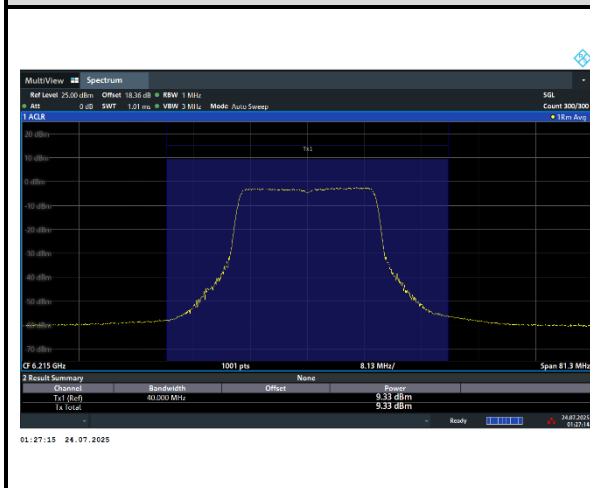 MultiView Spectrum
Ref Level 25.00 dBm Offset 18.36 dB RBW 1 MHz SGL
Att 0 dB SWT 1.01 ms VBW 3 MHz Mode Auto Sweep Count 300/300
1 ACLR 1Rm Avg
20 dBm
Tx1
10 dBm
0 dBm
-10 dBm
-20 dBm
-30 dBm
-40 dBm
-50 dBm
-60 dBm
-70 dBm
CF 6.215 GHz 1001 pts 8.13 MHz/ Span 81.3 MHz
2 Result Summary None
Channel Bandwidth Offset Power
Tx1 (Ref) 40.000 MHz 9.33 dBm
Tx Total 9.33 dBm
Ready 24.07.2025
01:27:14
01:27:15 24.07.2025